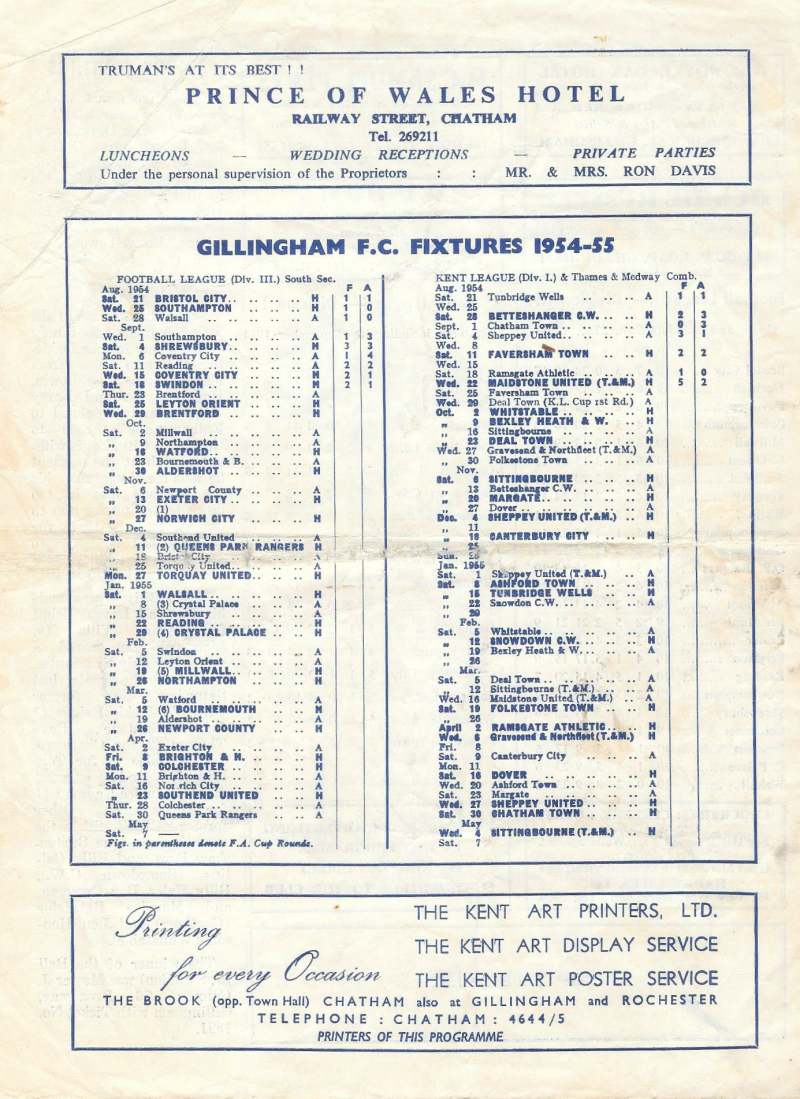 TRUMAN'S AT ITS BEST ! !
PRINCE OF WALES HOTEL
RAILWAY STREET, CHATHAM
Tel. 269211
LUNCHEONS — WEDDING RECEPTIONS — PRIVATE PARTIES
Under the personal supervision of the Proprietors : : MR. & MRS. RON DAVIS
GILLINGHAM F.C. FIXTURES 1954-55
FOOTBALL LEAGUE (Div. III.) South Sec.
Aug. 1954 F A
Sat. 21 BRISTOL CITY.. .. .. .. H 1 1
Wed. 25 SOUTHAMPTON .. .. .. H 1 0
Sat. 28 Walsall .. .. .. .. .. A 1 0
Sept.
Wed. 1 Southampton .. .. .. .. A 1 3
Sat. 4 SHREWSBURY.. .. .. .. H 3 3
Mon. 6 Coventry City .. .. .. .. A 1 4
Sat. 11 Reading .. .. .. .. .. A 2 2
Wed. 15 COVENTRY CITY .. .. .. H 2 1
Sat. 18 SWINDON .. .. .. .. .. H 2 1
Thur. 23 Brentford .. .. .. .. .. A
Sat. 25 LEYTON ORIENT .. .. .. H
Wed. 29 BRENTFORD .. .. .. .. H
Oct.
Sat. 2 Millwall .. .. .. .. .. A
„ 9 Northampton .. .. .. .. A
„ 16 WATFORD.. .. .. .. .. H
„ 23 Bournemouth & B. .. .. .. A
„ 30 ALDERSHOT .. .. .. .. H
Nov.
Sat. 6 Newport County .. .. .. A
„ 13 EXETER CITY .. .. .. .. H
„ 20 (1)
„ 27 NORWICH CITY .. .. .. H
Dec.
Sat. 4 Southend United .. .. .. A
„ 11 (2) QUEENS PARK RANGERS H
„ 18 Bristol City .. .. .. .. A
„ 25 Torquay United.. .. .. .. A
Mon. 27 TORQUAY UNITED.. .. .. H
Jan. 1955
Sat. 1 WALSALL.. .. .. .. .. H
„ 8 (3) Crystal Palace .. .. .. A
„ 15 Shrewsbury .. .. .. .. A
„ 22 READING .. .. .. .. .. H
„ 29 (4) CRYSTAL PALACE .. .. H
Feb.
Sat. 5 Swindon .. .. .. .. .. A
„ 12 Leyton Orient .. .. .. .. A
„ 19 (5) MILLWALL.. .. .. .. H
„ 26 NORTHAMPTON .. .. .. H
Mar.
Sat. 5 Watford .. .. .. .. .. A
„ 12 (6) BOURNEMOUTH .. .. H
„ 19 Aldershot .. .. .. .. .. A
„ 26 NEWPORT COUNTY .. .. H
Apr.
Sat. 2 Exeter City .. .. .. .. A
Fri. 8 BRIGHTON & H. .. .. .. H
Sat. 9 COLCHESTER .. .. .. .. H
Mon. 11 Brighton & H. .. .. .. .. A
Sat. 16 Norwich City .. .. .. .. A
„ 23 SOUTHEND UNITED .. .. H
Thur. 28 Colchester .. .. .. .. .. A
Sat. 30 Queens Park Rangers .. .. A
May
Sat. 7 —
Figs. in parentheses denote F.A. Cup Rounds.
KENT LEAGUE (Div. I.) & Thames & Medway Comb.
Aug. 1954 F A
Sat. 21 Tunbridge Wells .. .. .. A 1 1
Wed. 25
Sat. 28 BETTESHANGER C.W. .. .. H 2 3
Sept. 1 Chatham Town .. .. .. .. A 0 3
Sat. 4 Sheppey United.. .. .. .. A 3 1
Wed. 8
Sat. 11 FAVERSHAM TOWN .. .. H 2 2
Wed. 15
Sat. 18 Ramsgate Athletic .. .. .. A 1 0
Wed. 22 MAIDSTONE UNITED (T.&M.) H 5 2
Sat. 25 Faversham Town .. .. .. A
Wed. 29 Deal Town (K.L. Cup 1st Rd.) A
Oct. 2 WHITSTABLE .. .. .. .. H
„ 9 BEXLEY HEATH & W. .. .. H
„ 16 Sittingbourne .. .. .. .. A
„ 23 DEAL TOWN .. .. .. .. H
Wed. 27 Gravesend & Northfleet (T.&M.) A
„ 30 Folkestone Town .. .. .. A
Nov.
Sat. 6 SITTINGBOURNE .. .. .. H
„ 13 Betteshanger C.W. .. .. .. A
„ 20 MARGATE.. .. .. .. .. H
„ 27 Dover .. .. .. .. .. .. A
Dec. 4 SHEPPEY UNITED (T.&M.) .. H
„ 11
„ 18 CANTERBURY CITY .. .. H
„ 25
Jan. 1955
Sat. 1 Sheppey United (T.&M.) .. .. A
Sat. 8 ASHFORD TOWN .. .. .. H
„ 15 TUNBRIDGE WELLS .. .. H
„ 22 Snowdon C.W. .. .. .. .. A
„ 29
Feb.
Sat. 5 Whitstable .. .. .. .. .. A
„ 12 SNOWDOWN C.W. .. .. .. H
„ 19 Bexley Heath & W... .. .. A
„ 26
Mar.
Sat. 5 Deal Town .. .. .. .. .. A
„ 12 Sittingbourne (T.&M.) .. .. A
Wed. 16 Maidstone United (T.&M.) .. A
Sat. 19 FOLKESTONE TOWN .. .. H
„ 26
April 2 RAMSGATE ATHLETIC.. .. H
Wed. 6 Gravesend & Northfleet (T.&M.) H
Fri. 8
Sat. 9 Canterbury City .. .. .. A
Mon. 11
Sat. 16 DOVER .. .. .. .. .. .. H
Wed. 20 Ashford Town .. .. .. .. A
Sat. 23 Margate .. .. .. .. .. A
Wed. 27 SHEPPEY UNITED .. .. .. H
Sat. 30 CHATHAM TOWN .. .. .. H
May
Wed. 4 SITTINGBOURNE (T.&M.) .. H
Sat. 7
Printing
for every Occasion
THE KENT ART PRINTERS, LTD.
THE KENT ART DISPLAY SERVICE
THE KENT ART POSTER SERVICE
THE BROOK (opp. Town Hall) CHATHAM also at GILLINGHAM and ROCHESTER
TELEPHONE : CHATHAM : 4644/5
PRINTERS OF THIS PROGRAMME